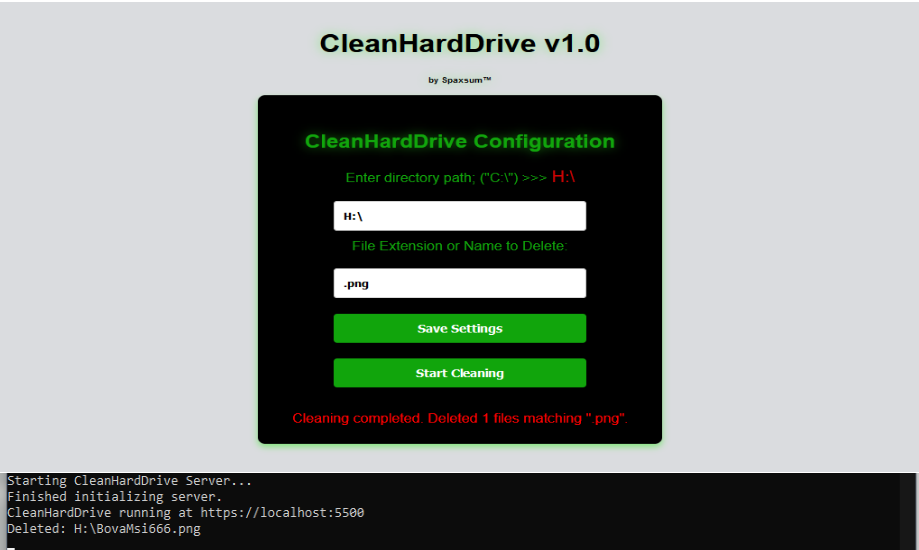 CleanHardDrive v1.0
by Spaxsum™
CleanHardDrive Configuration
Enter directory path; ("C:\") >>> H:\
H:\
File Extension or Name to Delete:
.png
Save Settings
Start Cleaning
Cleaning completed. Deleted 1 files matching ".png".
Starting CleanHardDrive Server...
Finished initializing server.
CleanHardDrive running at https://localhost:5500
Deleted: H:\BovaMsi666.png